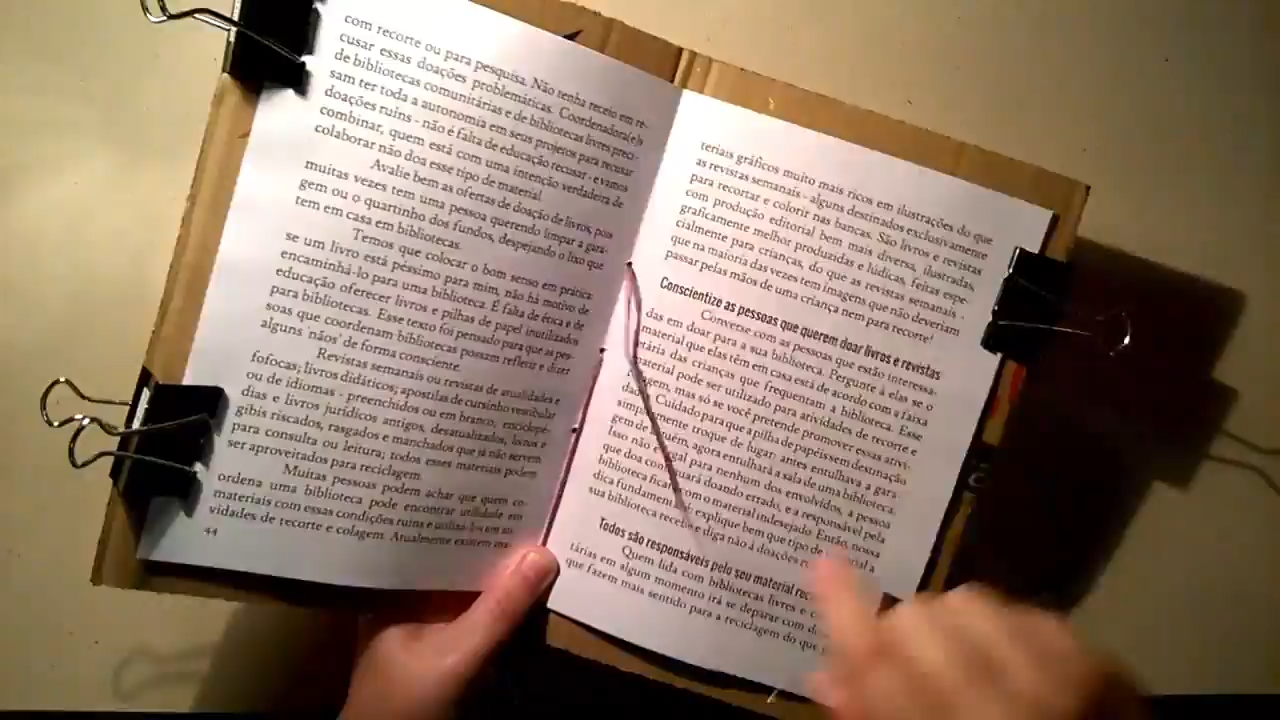 com recorte ou para pesquisa. Não tenha receio em re-
cusar essas doações problemáticas. Coordenadora(e)s
de bibliotecas comunitárias e de bibliotecas livres preci-
sam ter toda a autonomia em seus projetos para recusar
doações ruins - não é falta de educação recusar - e vamos
combinar, quem está com uma intenção verdadeira de
colaborar não doa esse tipo de material
Avalie bem as ofertas de doação de livros, pois
muitas vezes tem uma pessoa querendo limpar a gara-
gem ou o quartinho dos fundos, despejando o lixo que
tem em casa em bibliotecas.
Temos que colocar o bom senso em prática:
se um livro está péssimo para mim, não há motivo de
encaminhá-lo para uma biblioteca. É falta de ética e de
educação oferecer livros e pilhas de papel inutilizados
para bibliotecas. Esse texto foi pensado para que as pes-
soas que coordenam bibliotecas possam refletir e dizer
alguns 'nãos' de forma consciente.
Revistas semanais ou revistas de atualidades e
fofocas; livros didáticos; apostilas de cursinho vestibular
ou de idiomas - preenchidos ou em branco, enciclopé-
dias e livros jurídicos antigos, desatualizados, livros e
gibis riscados, rasgados e manchados que já não servem
para consulta ou leitura; todos esses materiais podem
ser aproveitados para reciclagem.
Muitas pessoas podem achar que quem co-
ordena uma biblioteca pode encontrar utilidade em
materiais com essas condições ruins e utilizá-los em ati-
vidades de recorte e colagem. Atualmente existem ma-
44
teriais gráficos muito mais ricos em ilustrações do que
as revistas semanais - alguns destinados exclusivamente
para recortar e colorir nas bancas. São livros e revistas
com produção editorial bem mais diversa, ilustradas,
graficamente melhor produzidas e lúdicas, feitas espe-
cialmente para crianças, do que as revistas semanais -
que na maioria das vezes tem imagens que não deveriam
passar pelas mãos de uma criança nem para recorte!
Conscientize as pessoas que querem doar livros e revistas
Converse com as pessoas que estão interessa-
das em doar para a sua biblioteca. Pergunte à elas se o
material que elas têm em casa está de acordo com a faixa
etária das crianças que frequentam a biblioteca. Esse
material pode ser utilizado para atividades de recorte e
colagem, mas só se você pretende promover essas ativi-
dades. Cuidado para que a pilha de papéis sem destinação
simplesmente troque de lugar: antes entulhava a gara-
gem de alguém, agora entulhará a sala de uma biblioteca.
Isso não é legal para nenhum dos envolvidos, a pessoa
que doa continuará doando errado, e a responsável pela
biblioteca ficará com o material indesejado. Então, nossa
dica fundamental: explique bem que tipo de material a
sua biblioteca recebe e diga não à doações
Todos são responsáveis pelo seu material
Quem lida com bibliotecas livres e
tárias em algum momento irá se deparar com
que fazem mais sentido para a reciclagem do que